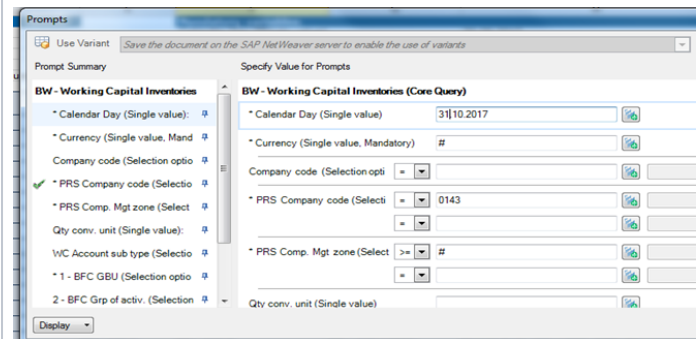 Prompts
Use Variant
Save the document on the SAP NetWeaver server to enable the use of variants
Prompt Summary
Specify Value for Prompts
BW - Working Capital Inventories
BW - Working Capital Inventories (Core Query)
* Calendar Day (Single value):
* Calendar Day (Single value)
31.10.2017
* Currency (Single value, Mand
* Currency (Single value, Mandatory)
#
Company code (Selection optio
Company code (Selection opti
=
* PRS Company code (Selectio
* PRS Company code (Selecti
=
0143
* PRS Comp. Mgt zone (Select
=
Qty conv. unit (Single value):
WC Account sub type (Selectio
* PRS Comp. Mgt zone (Select
>=
#
* 1 - BFC GBU (Selection optio
=
2 - BFC Grp of activ. (Selection
Qty conv. unit (Single value)
Display